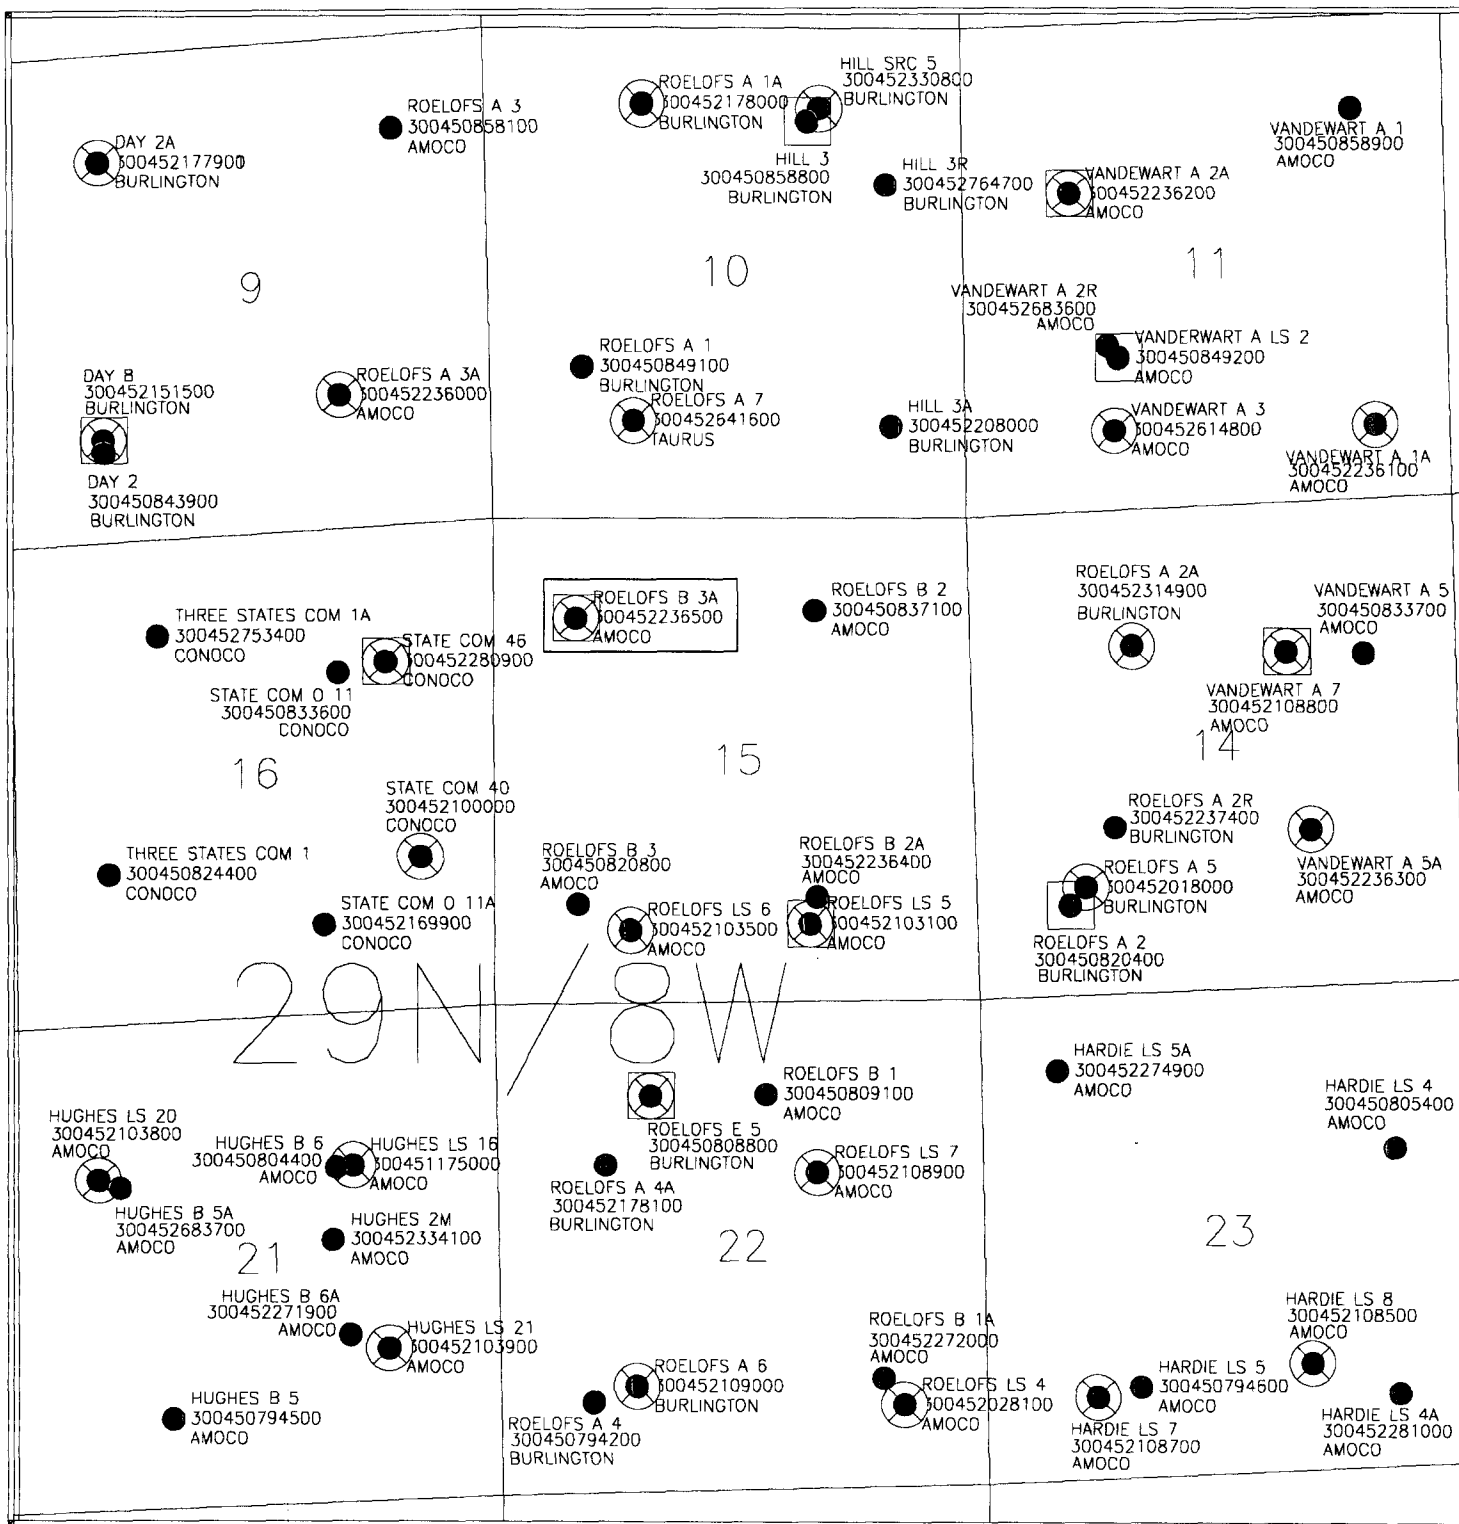 ROELOFS A 3
300450858100
AMOCO
DAY 2A
300452177900
BURLINGTON
9
DAY 8
300452151500
BURLINGTON
DAY 2
300450843900
BURLINGTON
ROELOFS A 3A
300452236000
AMOCO
ROELOFS A 1A
300452178000
BURLINGTON
HILL SRC 5
300452330800
BURLINGTON
HILL 3
300450858800
BURLINGTON
HILL 3R
300452764700
BURLINGTON
10
ROELOFS A 1
300450849100
BURLINGTON
ROELOFS A 7
300452641600
TAURUS
HILL 3A
300452208000
BURLINGTON
VANDEWART A 1
300450858900
AMOCO
VANDEWART A 2A
300452236200
AMOCO
11
VANDEWART A 2R
300452683600
AMOCO
VANDERWART A LS 2
300450849200
AMOCO
VANDEWART A 3
300452614800
AMOCO
VANDEWART A 1A
300452236100
AMOCO
THREE STATES COM 1A
300452753400
CONOCO
STATE COM 46
300452280900
CONOCO
STATE COM O 11
300450833600
CONOCO
16
STATE COM 40
300452100000
CONOCO
THREE STATES COM 1
300450824400
CONOCO
STATE COM O 11A
300452169900
CONOCO
ROELOFS B 3A
300452236500
AMOCO
ROELOFS B 2
300450837100
AMOCO
15
ROELOFS B 3
300450820800
AMOCO
ROELOFS LS 6
300452103500
AMOCO
ROELOFS B 2A
300452236400
AMOCO
ROELOFS LS 5
300452103100
AMOCO
ROELOFS A 2A
300452314900
BURLINGTON
VANDEWART A 5
300450833700
AMOCO
VANDEWART A 7
300452108800
AMOCO
14
ROELOFS A 2R
300452237400
BURLINGTON
ROELOFS A 5
300452018000
BURLINGTON
VANDEWART A 5A
300452236300
AMOCO
ROELOFS A 2
300450820400
BURLINGTON
29N/8W
HUGHES LS 20
300452103800
AMOCO
HUGHES B 6
300450804400
AMOCO
HUGHES LS 16
300451175000
AMOCO
HUGHES B 5A
300452683700
AMOCO
HUGHES 2M
300452334100
AMOCO
21
HUGHES B 6A
300452271900
AMOCO
HUGHES LS 21
300452103900
AMOCO
HUGHES B 5
300450794500
AMOCO
ROELOFS B 1
300450809100
AMOCO
ROELOFS E 5
300450808800
BURLINGTON
ROELOFS A 4A
300452178100
BURLINGTON
ROELOFS LS 7
300452108900
AMOCO
22
ROELOFS B 1A
300452272000
AMOCO
ROELOFS A 6
300452109000
BURLINGTON
ROELOFS LS 4
300452028100
AMOCO
ROELOFS A 4
300450794200
BURLINGTON
HARDIE LS 5A
300452274900
AMOCO
HARDIE LS 4
300450805400
AMOCO
23
HARDIE LS 8
300452108500
AMOCO
HARDIE LS 5
300450794600
AMOCO
HARDIE LS 7
300452108700
AMOCO
HARDIE LS 4A
300452281000
AMOCO